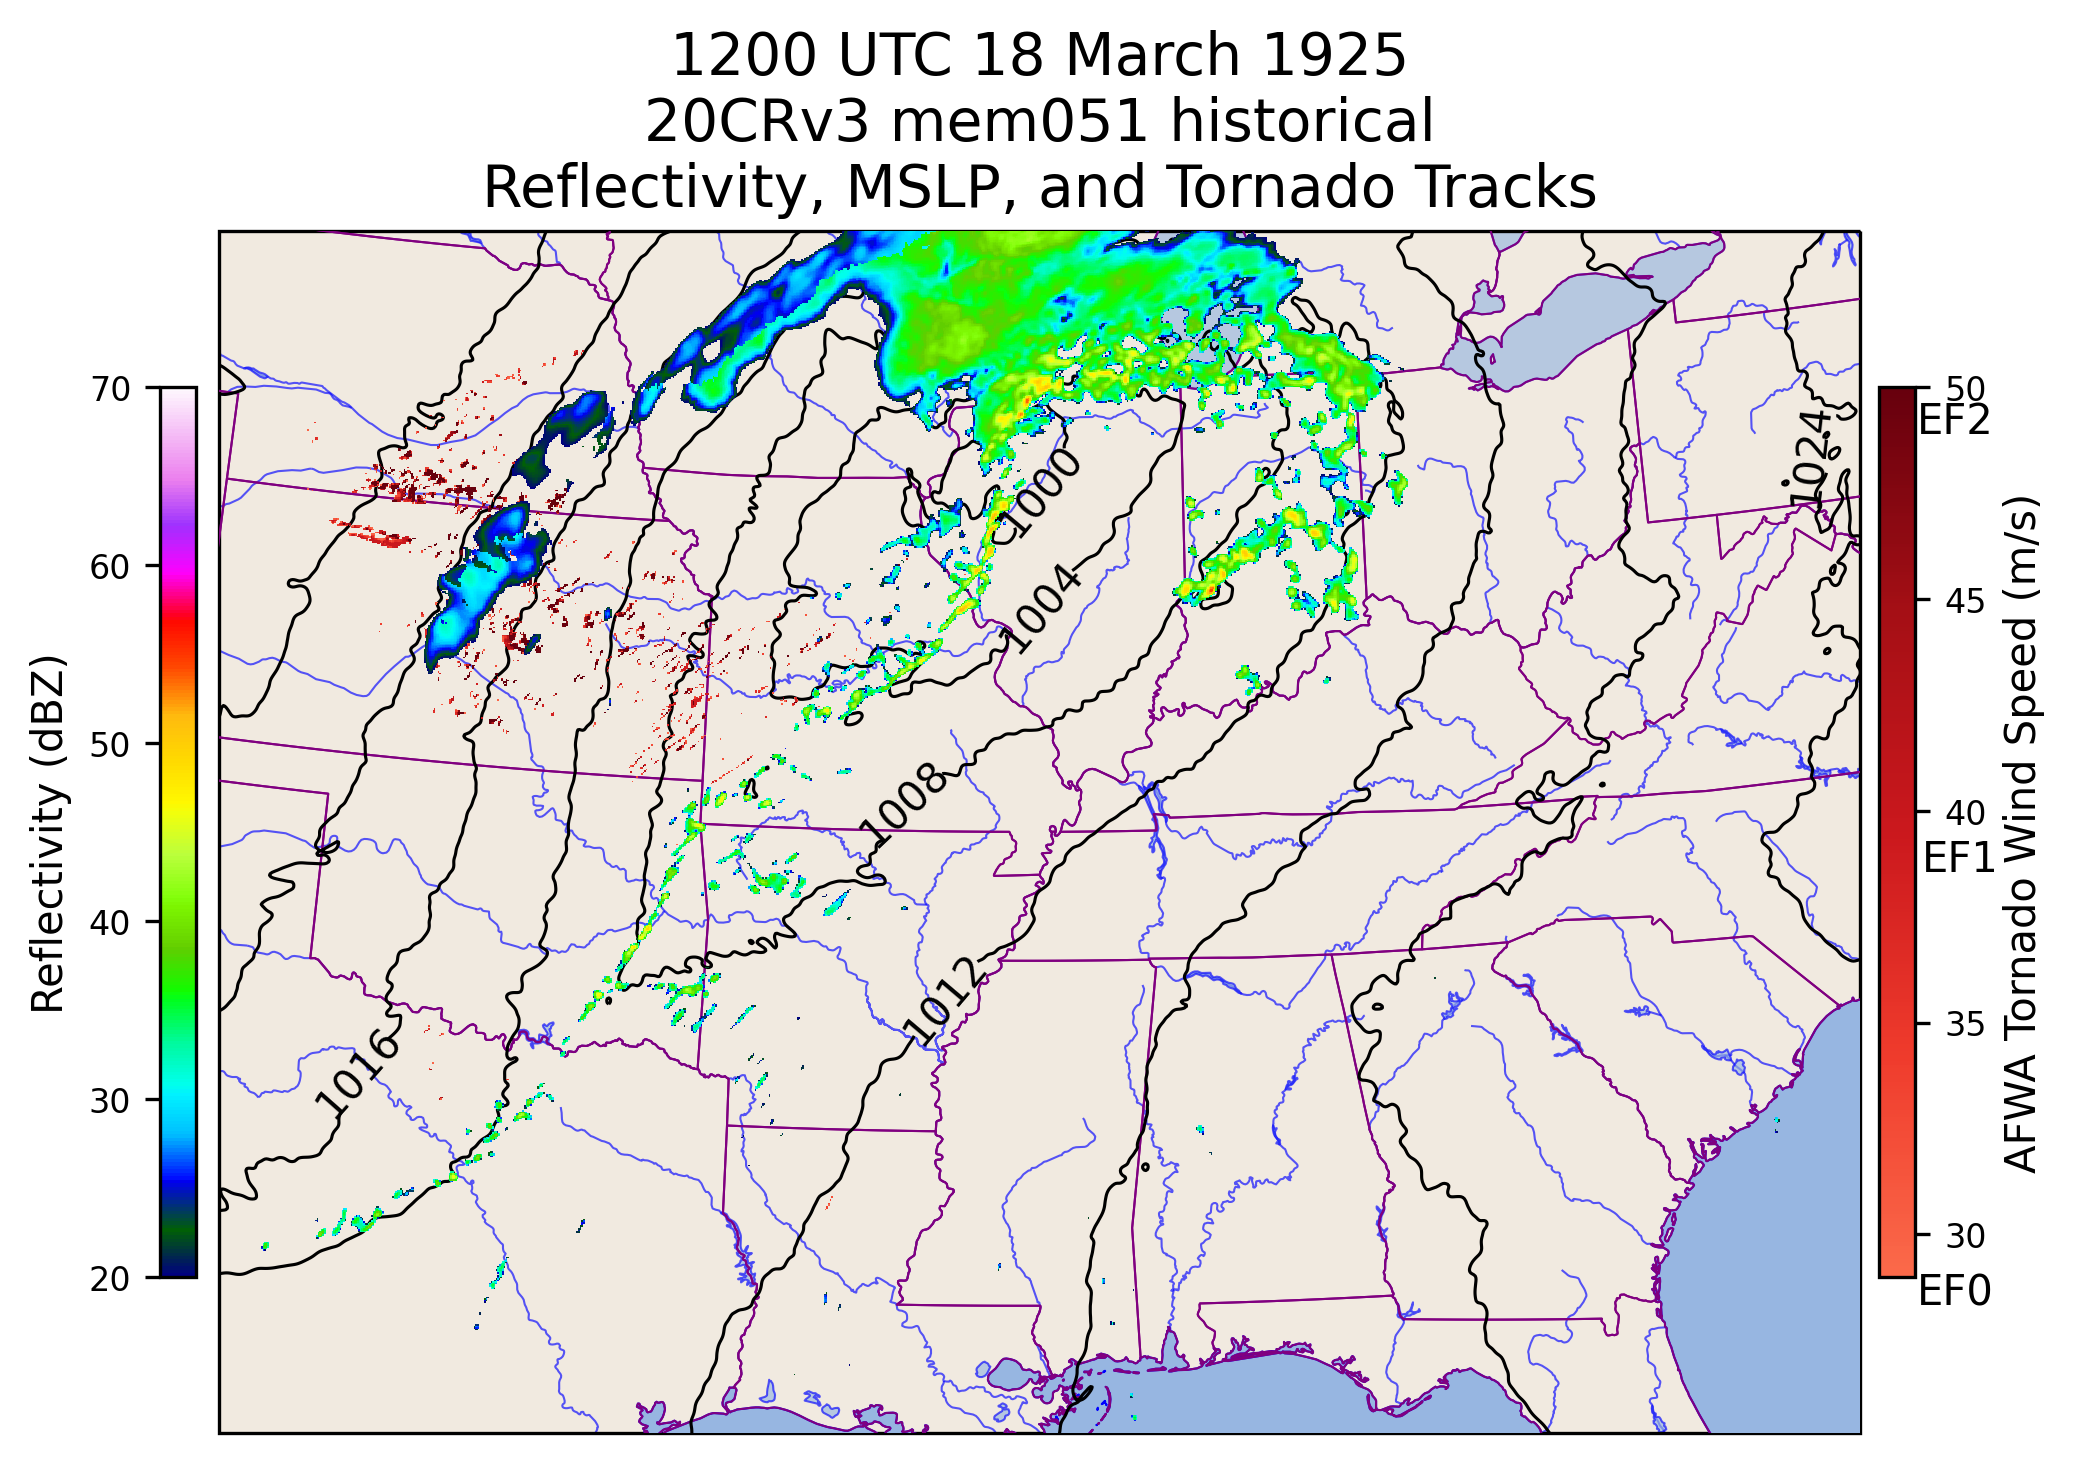 1200 UTC 18 March 1925
20CRv3 mem051 historical
Reflectivity, MSLP, and Tornado Tracks
70
60
50
40
30
20
Reflectivity (dBZ)
1000
1004
1008
1012
1016
1024
50
EF2
45
40
EF1
35
30
EF0
AFWA Tornado Wind Speed (m/s)